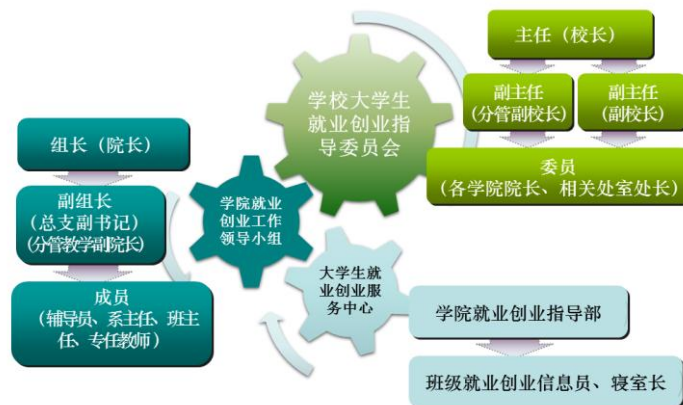 学校大学生
就业创业指
导委员会
主任（校长）
副主任
(分管副校长)
副主任
(副校长)
委员
(各学院院长、相关处室处长)
组长（院长）
副组长
(总支副书记)
(分管教学副院长)
成员
（辅导员、系主任、班主
任、专任教师）
学院就业
创业工作
领导小组
大学生就
业创业服
务中心
学院就业创业指导部
班级就业创业信息员、寝室长